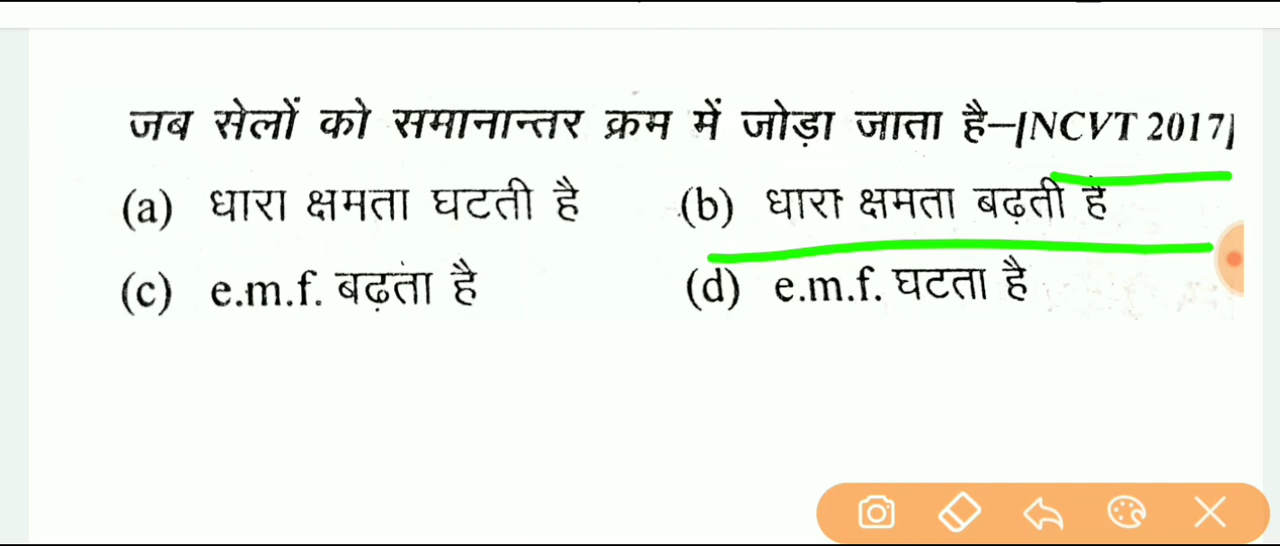 जब सेलों को समानान्तर क्रम में जोड़ा जाता है–[NCVT 2017]
(a) धारा क्षमता घटती है (b) धारा क्षमता बढ़ती है
(c) e.m.f. बढ़ता है (d) e.m.f. घटता है